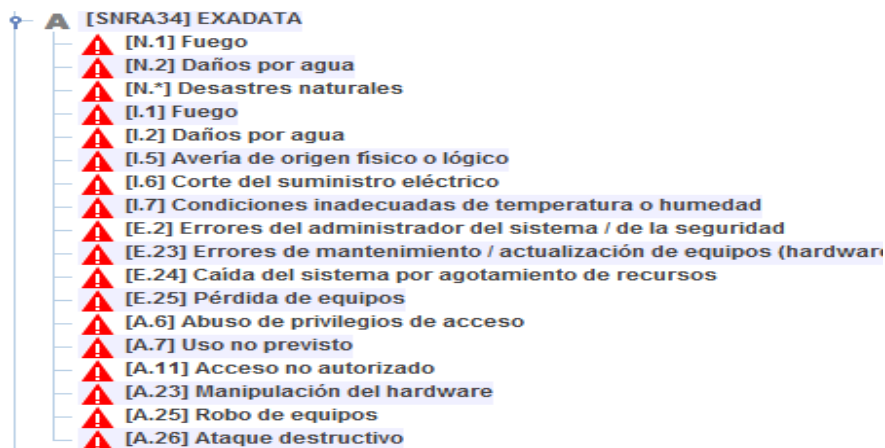 [SNRA34] EXADATA
[N.1] Fuego
[N.2] Daños por agua
[N.*] Desastres naturales
[I.1] Fuego
[I.2] Daños por agua
[I.5] Avería de origen físico o lógico
[I.6] Corte del suministro eléctrico
[I.7] Condiciones inadecuadas de temperatura o humedad
[E.2] Errores del administrador del sistema / de la seguridad
[E.23] Errores de mantenimiento / actualización de equipos (hardware
[E.24] Caída del sistema por agotamiento de recursos
[E.25] Pérdida de equipos
[A.6] Abuso de privilegios de acceso
[A.7] Uso no previsto
[A.11] Acceso no autorizado
[A.23] Manipulación del hardware
[A.25] Robo de equipos
[A.26] Ataque destructivo